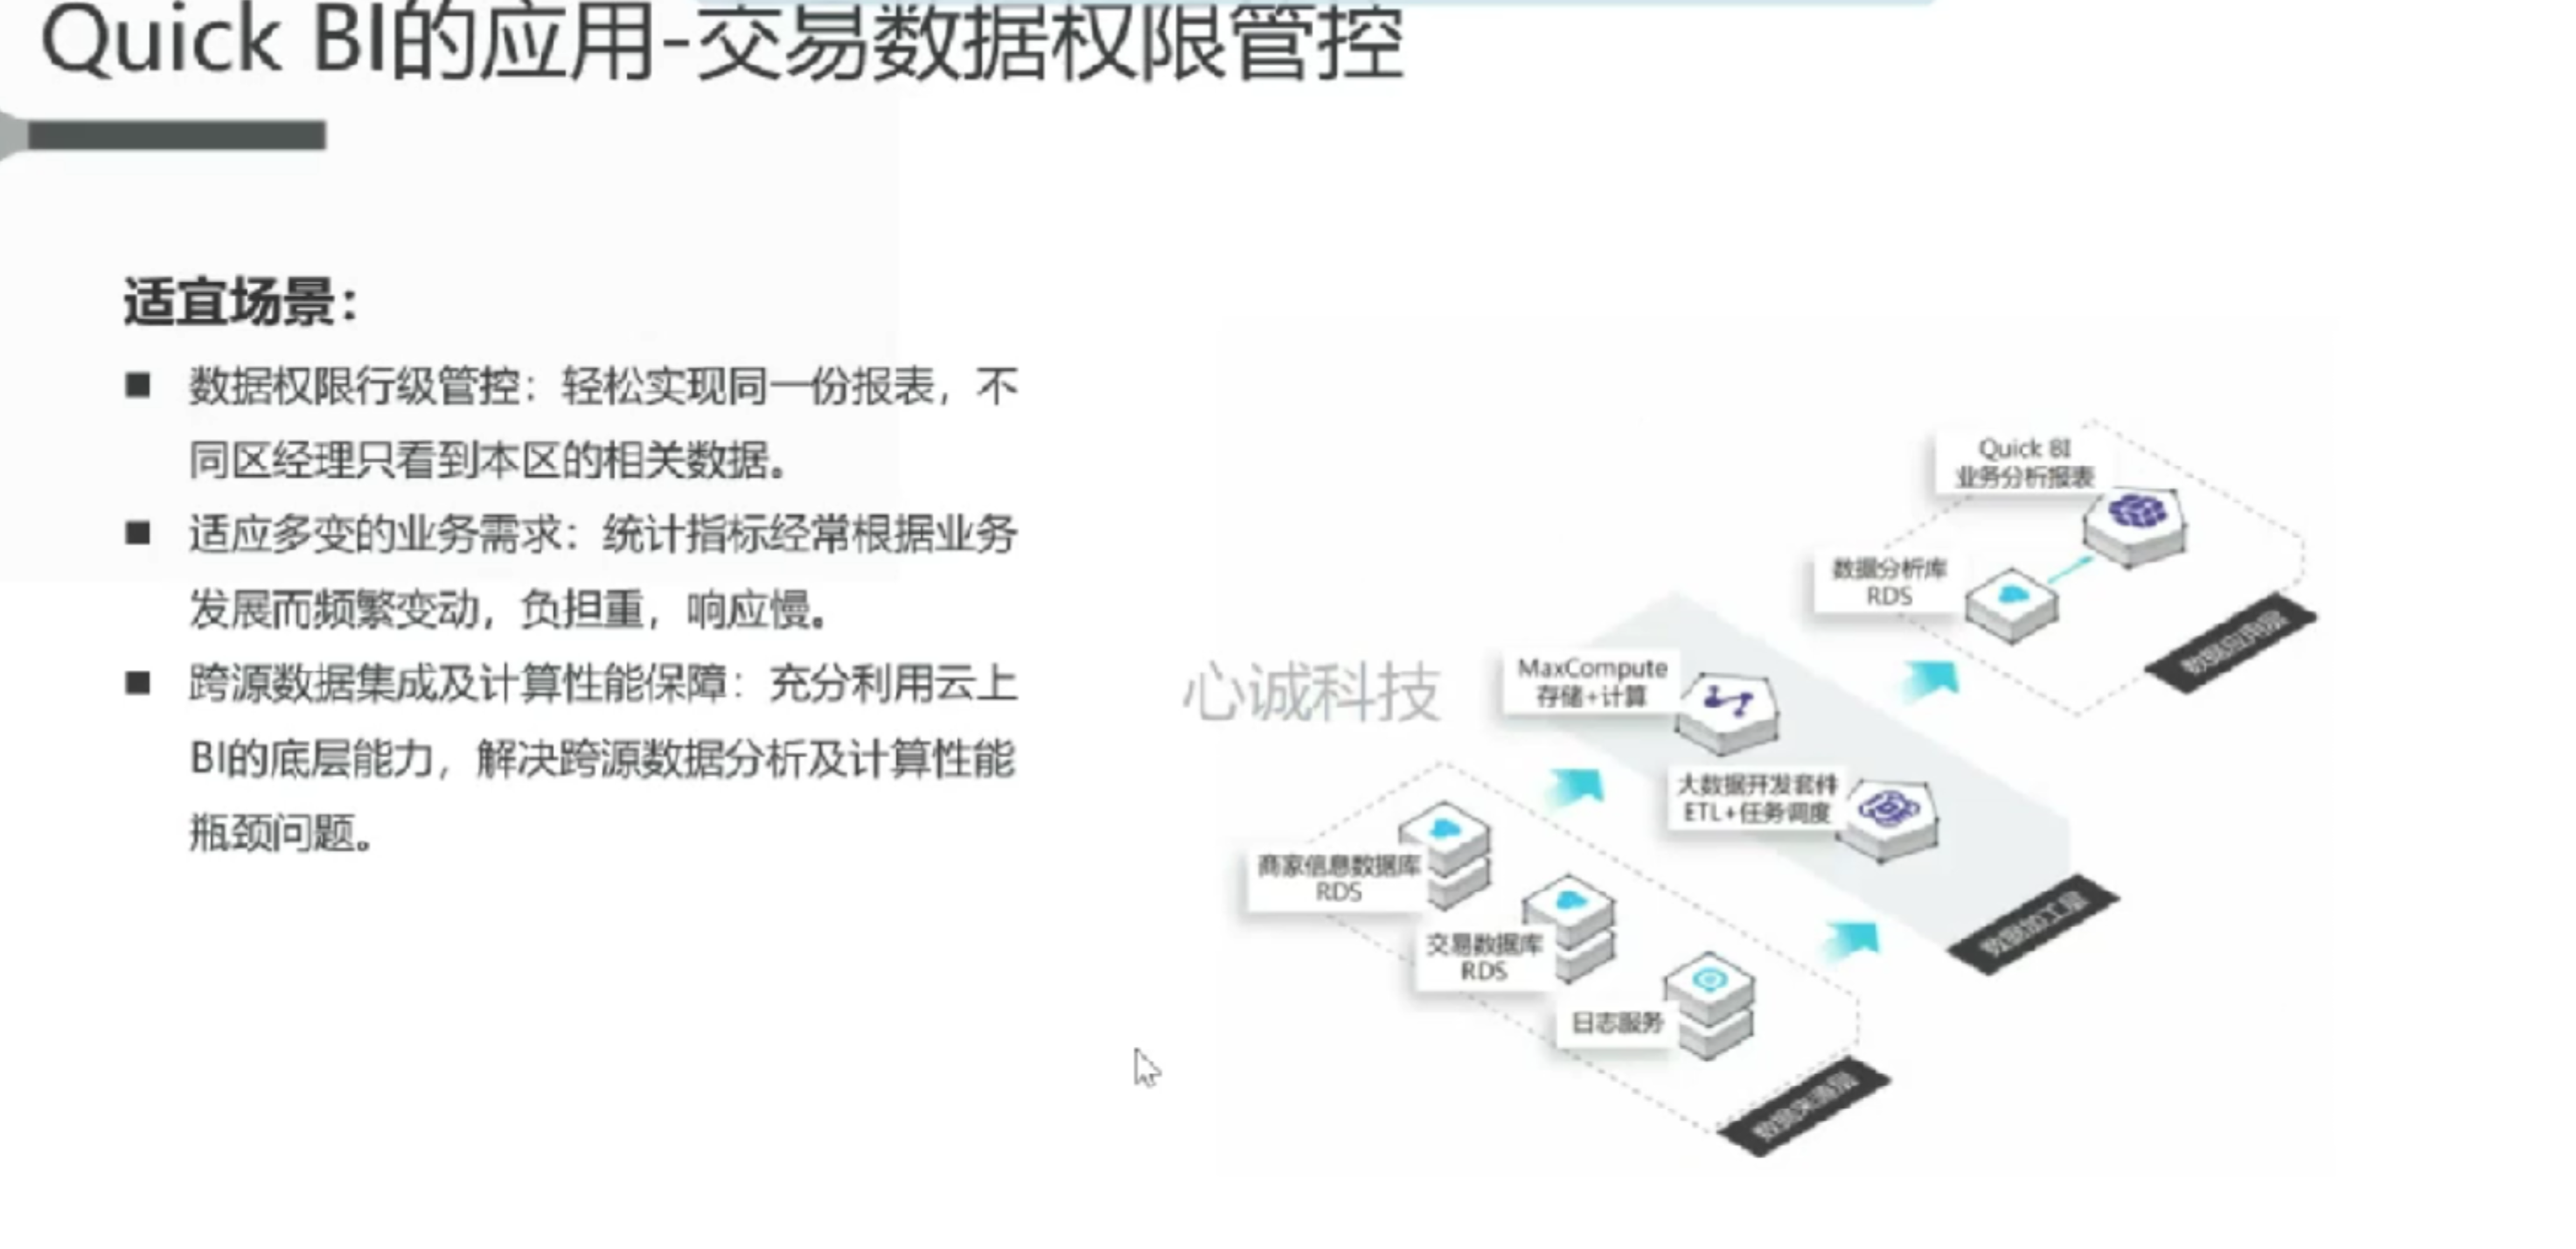 Quick BI的应用-交易数据权限管控
适宜场景：
■ 数据权限行级管控：轻松实现同一份报表，不
同区经理只看到本区的相关数据。
■ 适应多变的业务需求：统计指标经常根据业务
发展而频繁变动，负担重，响应慢。
■ 跨源数据集成及计算性能保障：充分利用云上
BI的底层能力，解决跨源数据分析及计算性能
瓶颈问题。
心诚科技
Quick BI
业务分析报表
数据分析库
RDS
数据应用层
MaxCompute
存储+计算
大数据开发套件
ETL+任务调度
数据加工层
商家信息数据库
RDS
交易数据库
RDS
日志服务